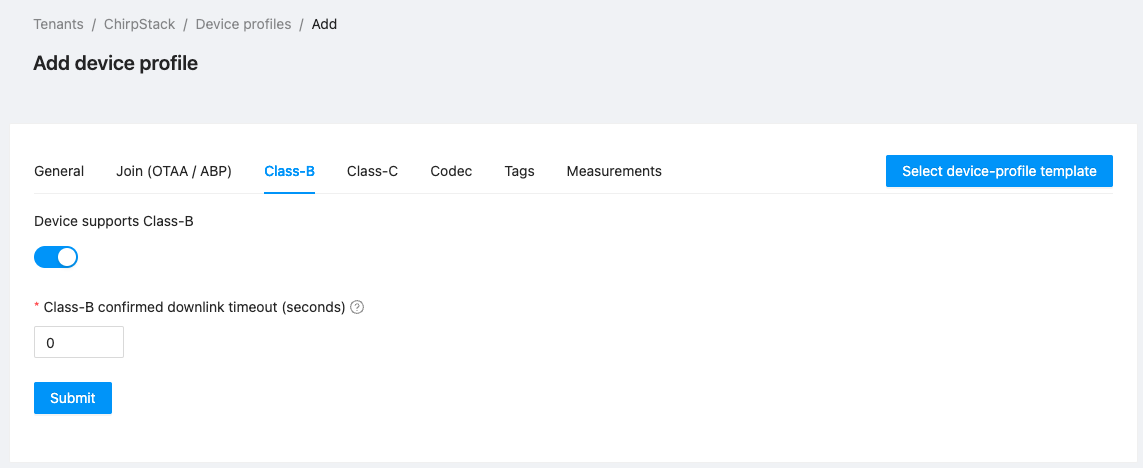 Tenants / ChirpStack / Device profiles / Add
Add device profile
General Join (OTAA / ABP) Class-B Class-C Codec Tags Measurements Select device-profile template
Device supports Class-B
* Class-B confirmed downlink timeout (seconds) ?
0
Submit